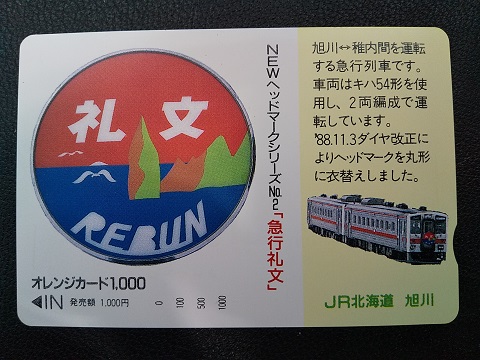 礼文
REBUN
オレンジカード1,000
◁IN 発売額 1,000円
0 100 500 1000
NEWヘッドマークシリーズNo.2「急行礼文」
旭川↔稚内間を運転
する急行列車です。
車両はキハ54形を使
用し、2両編成で運
転しています。
'88.11.3ダイヤ改正に
よりヘッドマークを丸形
に衣替えしました。
JR北海道 旭川